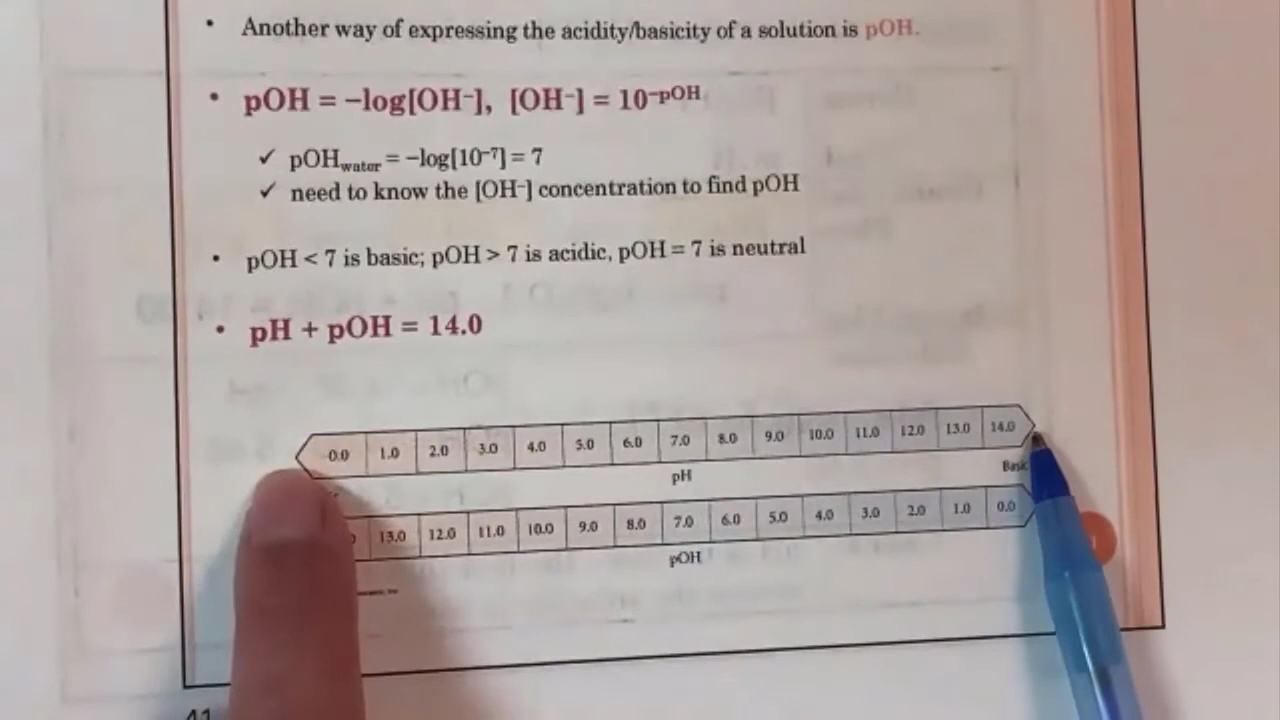 • Another way of expressing the acidity/basicity of a solution is pOH.
• pOH = −log[OH⁻], [OH⁻] = 10⁻ᵖᴼᴴ
✓ pOHwater = −log[10⁻⁷] = 7
✓ need to know the [OH⁻] concentration to find pOH
• pOH < 7 is basic; pOH > 7 is acidic, pOH = 7 is neutral
• pH + pOH = 14.0
0.0 1.0 2.0 3.0 4.0 5.0 6.0 7.0 8.0 9.0 10.0 11.0 12.0 13.0 14.0
pH
Basic
13.0 12.0 11.0 10.0 9.0 8.0 7.0 6.0 5.0 4.0 3.0 2.0 1.0 0.0
pOH
41